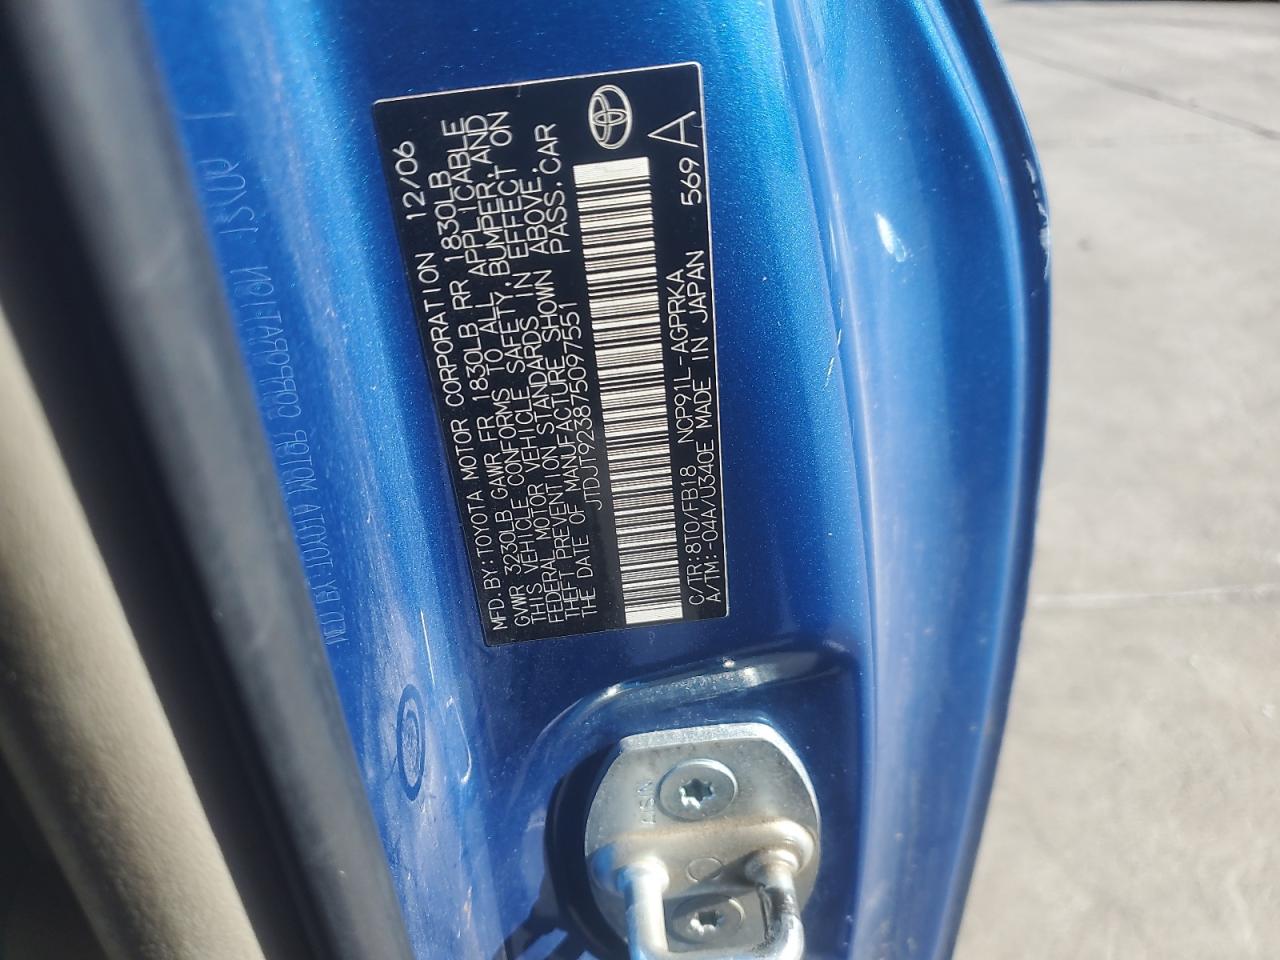 MFD. BY: TOYOTA MOTOR CORPORATION 12/06
GVWR 3230LB GAWR FR 1830LB RR 1830LB
THIS VEHICLE CONFORMS TO ALL APPLICABLE
FEDERAL MOTOR VEHICLE SAFETY, BUMPER, AND
THEFT PREVENTION STANDARDS IN EFFECT ON
THE DATE OF MANUFACTURE SHOWN ABOVE.
JTDJT923875097551 PASS. CAR
C/TR: 8T0/FB18 NCP91L-AGPRKA 569
A/TM: -04A/U340E MADE IN JAPAN A